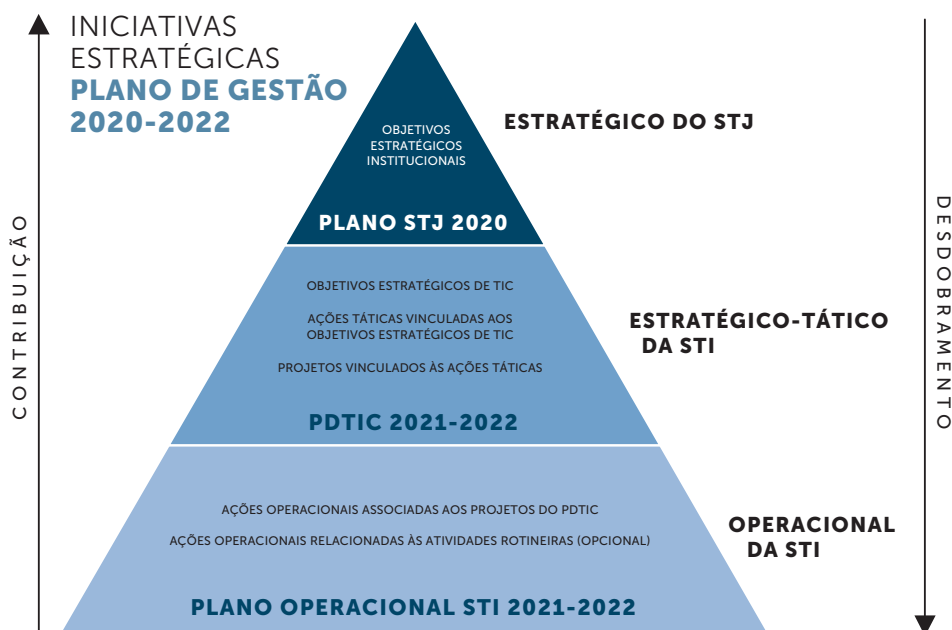 INICIATIVAS
ESTRATÉGICAS
PLANO DE GESTÃO
2020-2022
CONTRIBUIÇÃO
OBJETIVOS
ESTRATÉGICOS
INSTITUCIONAIS
PLANO STJ 2020
ESTRATÉGICO DO STJ
OBJETIVOS ESTRATÉGICOS DE TIC
AÇÕES TÁTICAS VINCULADAS AOS
OBJETIVOS ESTRATÉGICOS DE TIC
PROJETOS VINCULADOS ÀS AÇÕES TÁTICAS
PDTIC 2021-2022
ESTRATÉGICO-TÁTICO
DA STI
AÇÕES OPERACIONAIS ASSOCIADAS AOS PROJETOS DO PDTIC
AÇÕES OPERACIONAIS RELACIONADAS ÀS ATIVIDADES ROTINEIRAS (OPCIONAL)
PLANO OPERACIONAL STI 2021-2022
OPERACIONAL
DA STI
DESDOBRAMENTO